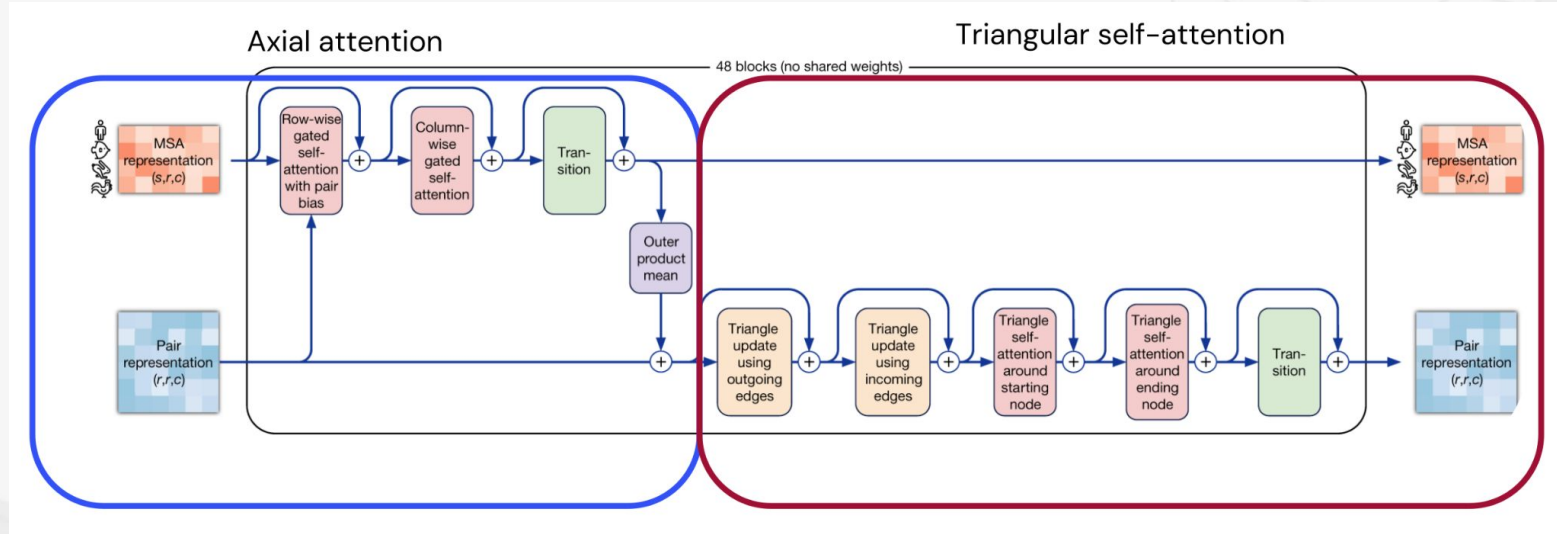 Axial attention
Triangular self-attention
48 blocks (no shared weights)
MSA
representation
(s,r,c)
Row-wise
gated
self-
attention
with pair
bias
Column-
wise
gated
self-
attention
Tran-
sition
MSA
representation
(s,r,c)
Outer
product
mean
Pair
representation
(r,r,c)
Triangle
update
using
outgoing
edges
Triangle
update
using
incoming
edges
Triangle
self-
attention
around
starting
node
Triangle
self-
attention
around
ending
node
Tran-
sition
Pair
representation
(r,r,c)